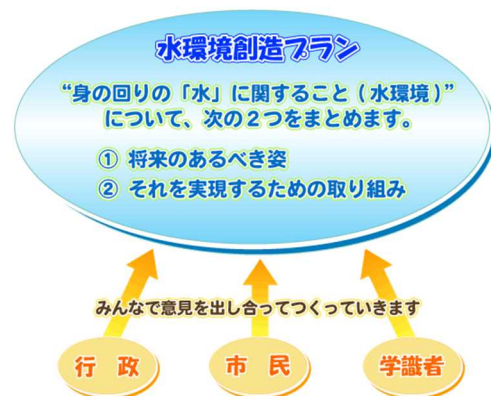 水環境創造プラン
“身の回りの「水」に関すること（水環境）”
について、次の２つをまとめます。
① 将来のあるべき姿
② それを実現するための取り組み
みんなで意見を出し合ってつくっていきます
行 政
市 民
学識者